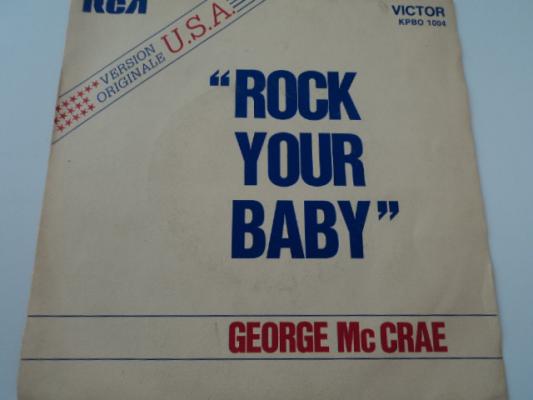 RCA
VICTOR
KPBO 1004
VERSION
ORIGINALE
U.S.A.
“ROCK
YOUR
BABY”
GEORGE Mc CRAE